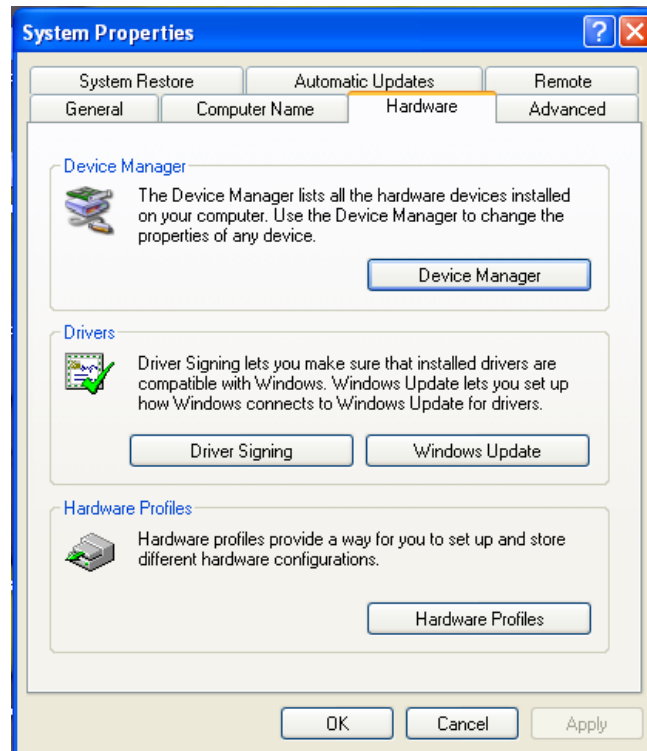 System Properties
System Restore Automatic Updates Remote
General Computer Name Hardware Advanced
Device Manager
The Device Manager lists all the hardware devices installed
on your computer. Use the Device Manager to change the
properties of any device.
Device Manager
Drivers
Driver Signing lets you make sure that installed drivers are
compatible with Windows. Windows Update lets you set up
how Windows connects to Windows Update for drivers.
Driver Signing Windows Update
Hardware Profiles
Hardware profiles provide a way for you to set up and store
different hardware configurations.
Hardware Profiles
OK Cancel Apply